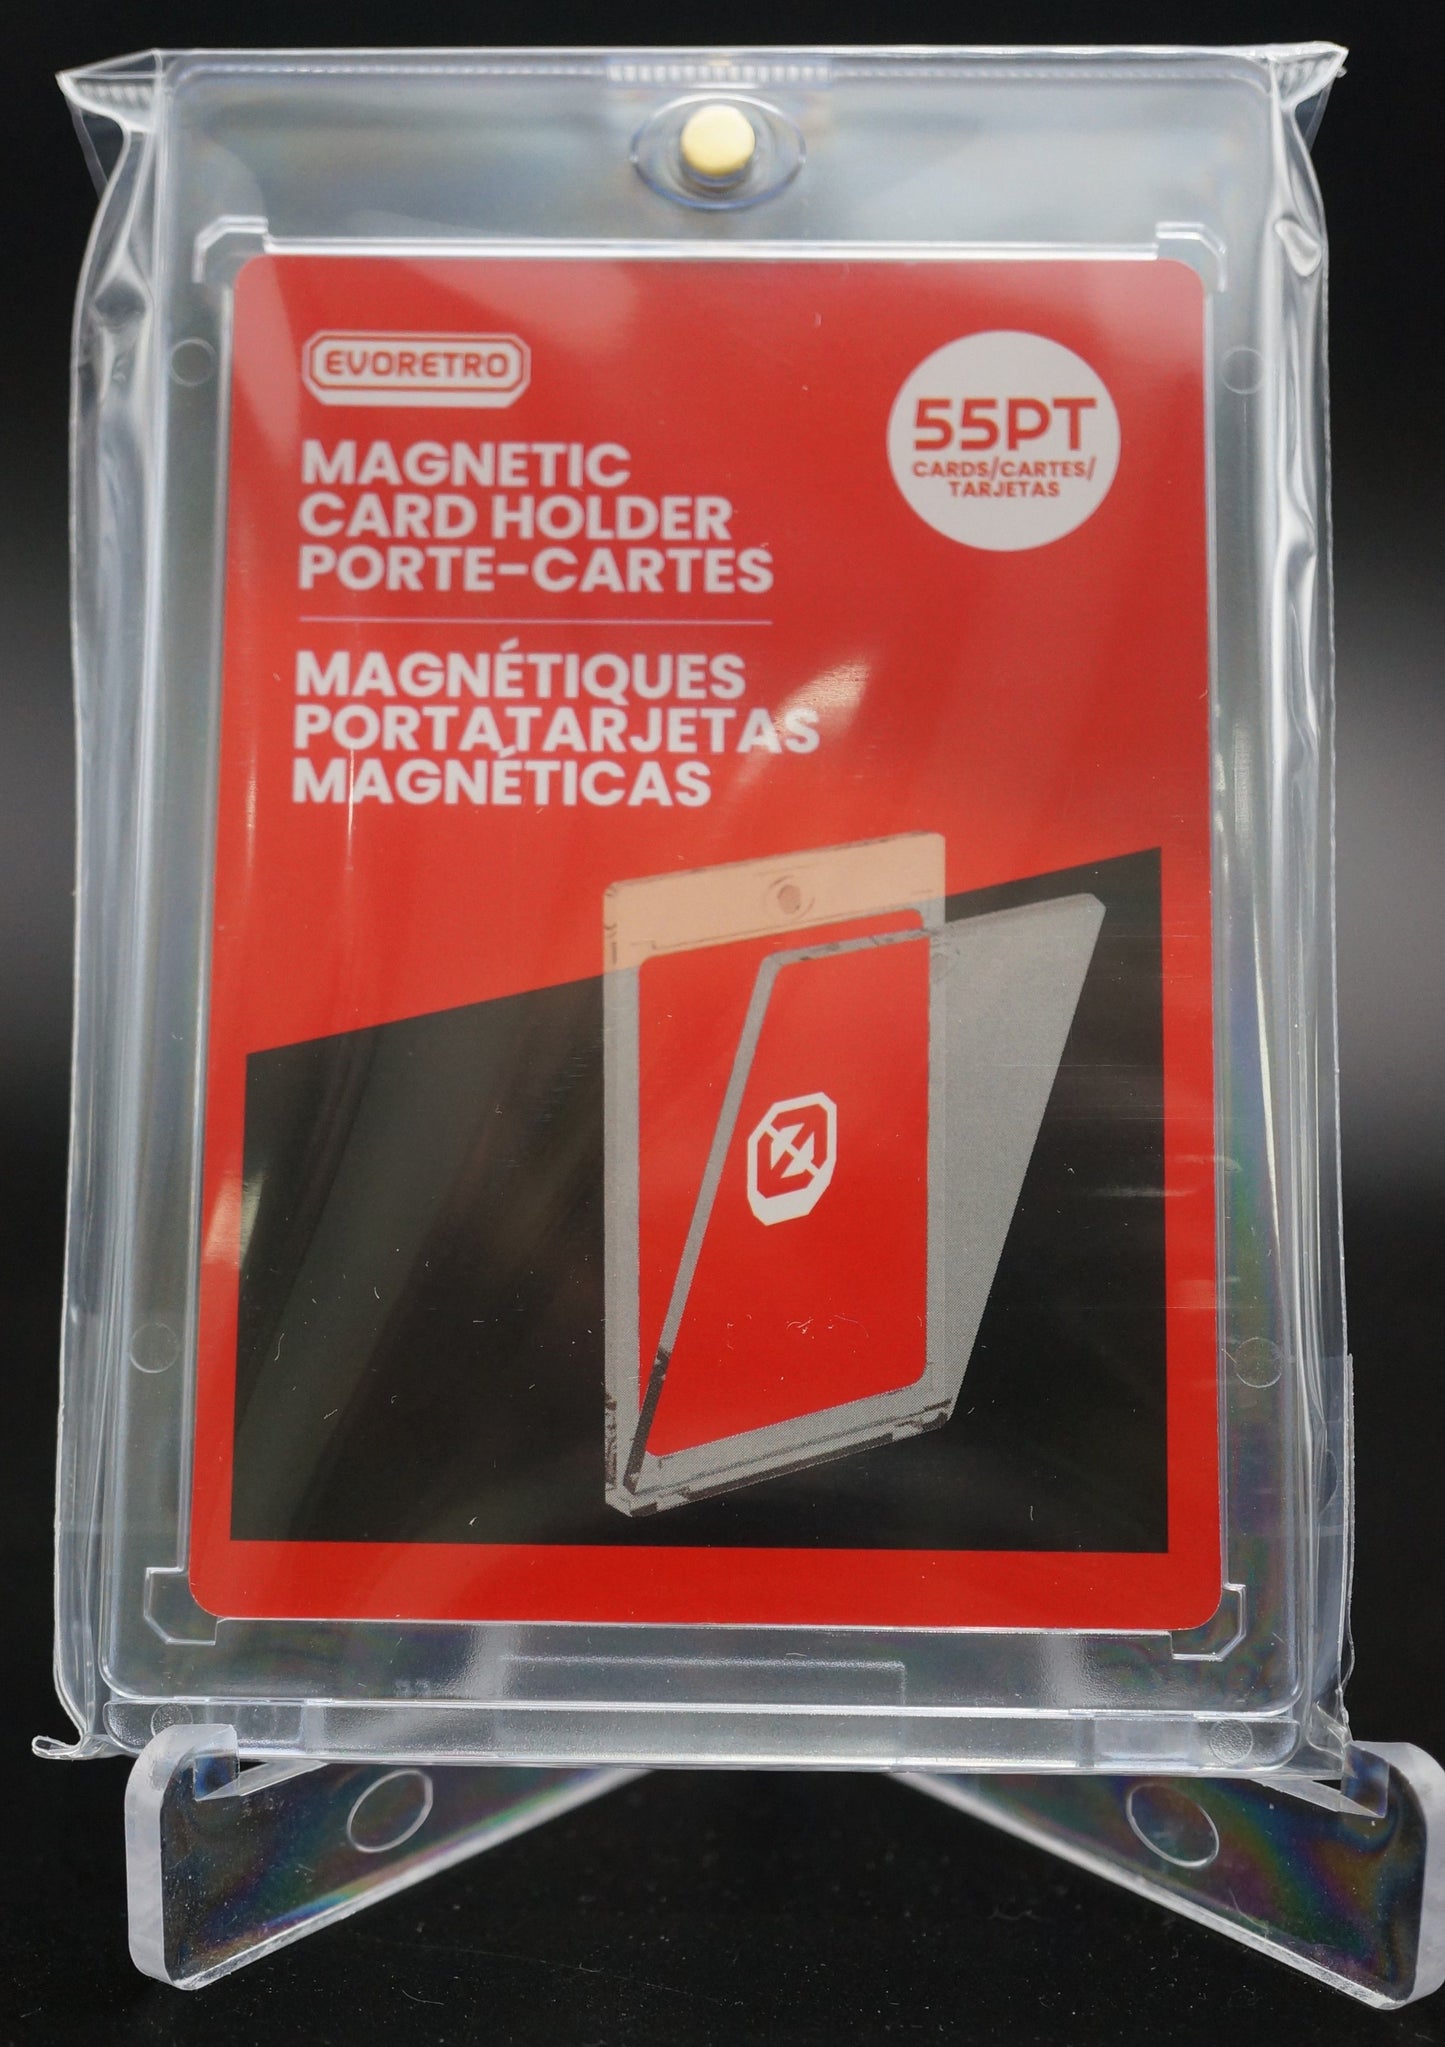 EVORETRO
MAGNETIC
CARD HOLDER
PORTE-CARTES
MAGNÉTIQUES
PORTATARJETAS
MAGNÉTICAS
55PT
CARDS/CARTES/
TARJETAS